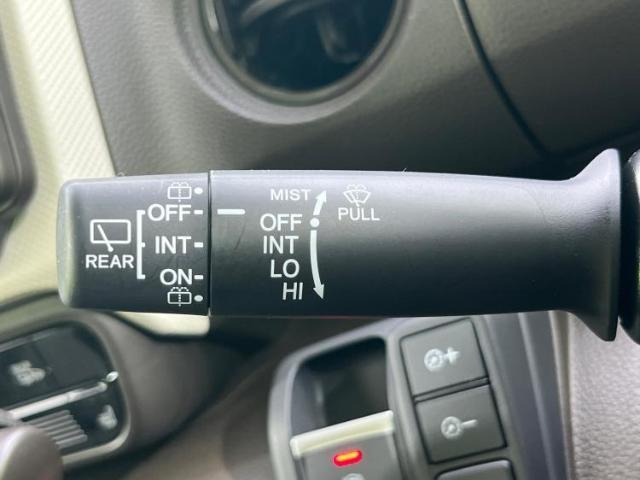 OFF
INT
ON
REAR
MIST
OFF
INT
LO
HI
PULL